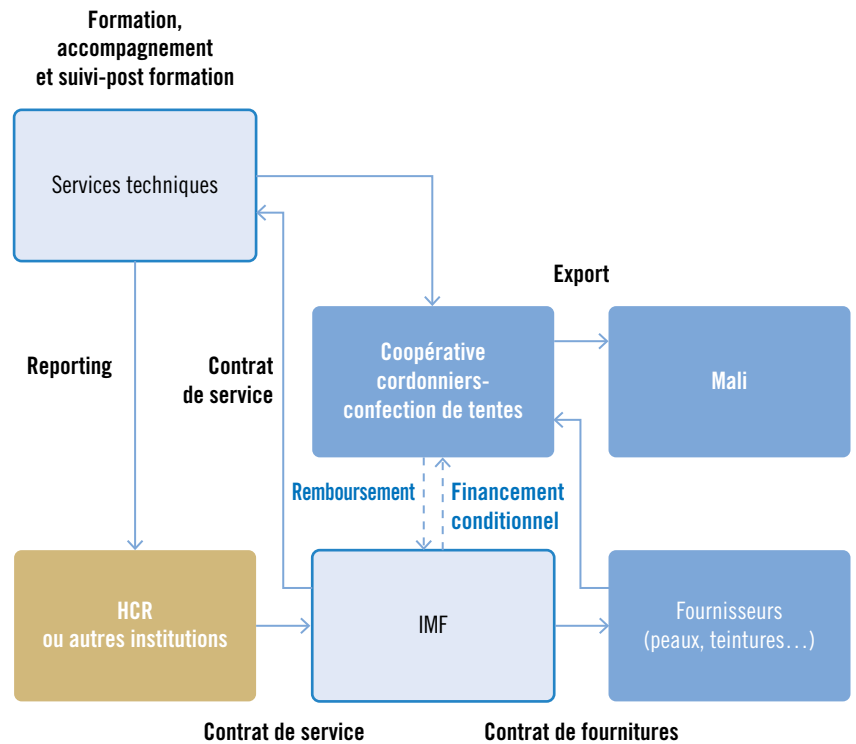 Formation,
accompagnement
et suivi-post formation
Services techniques
Export
Reporting
Contrat
de service
Coopérative
cordonniers-
confection de tentes
Mali
Remboursement
Financement
conditionnel
HCR
ou autres institutions
IMF
Fournisseurs
(peaux, teintures…)
Contrat de service
Contrat de fournitures